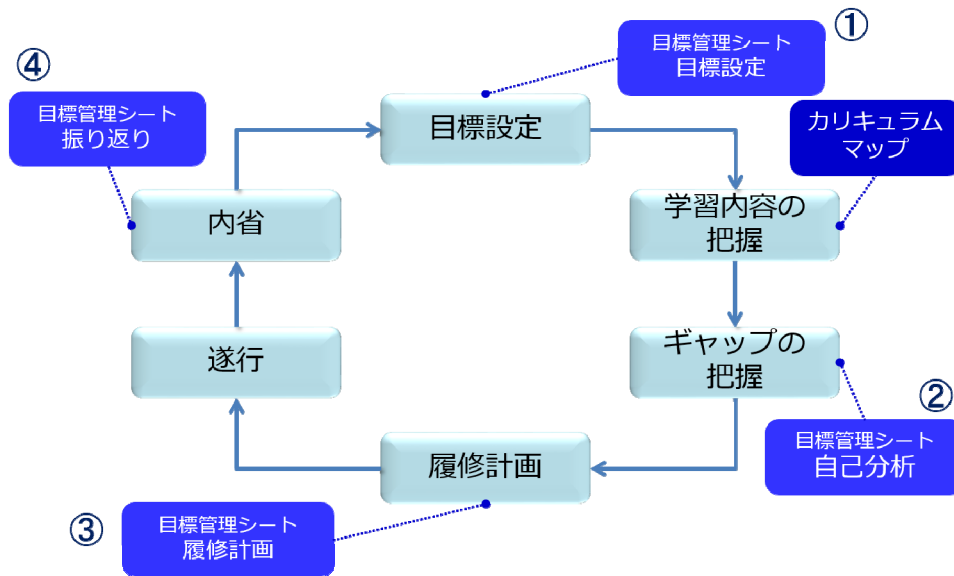 ①
目標管理シート
目標設定
④
目標管理シート
振り返り
目標設定
カリキュラム
マップ
内省
学習内容の
把握
遂行
ギャップの
把握
②
目標管理シート
自己分析
履修計画
③
目標管理シート
履修計画